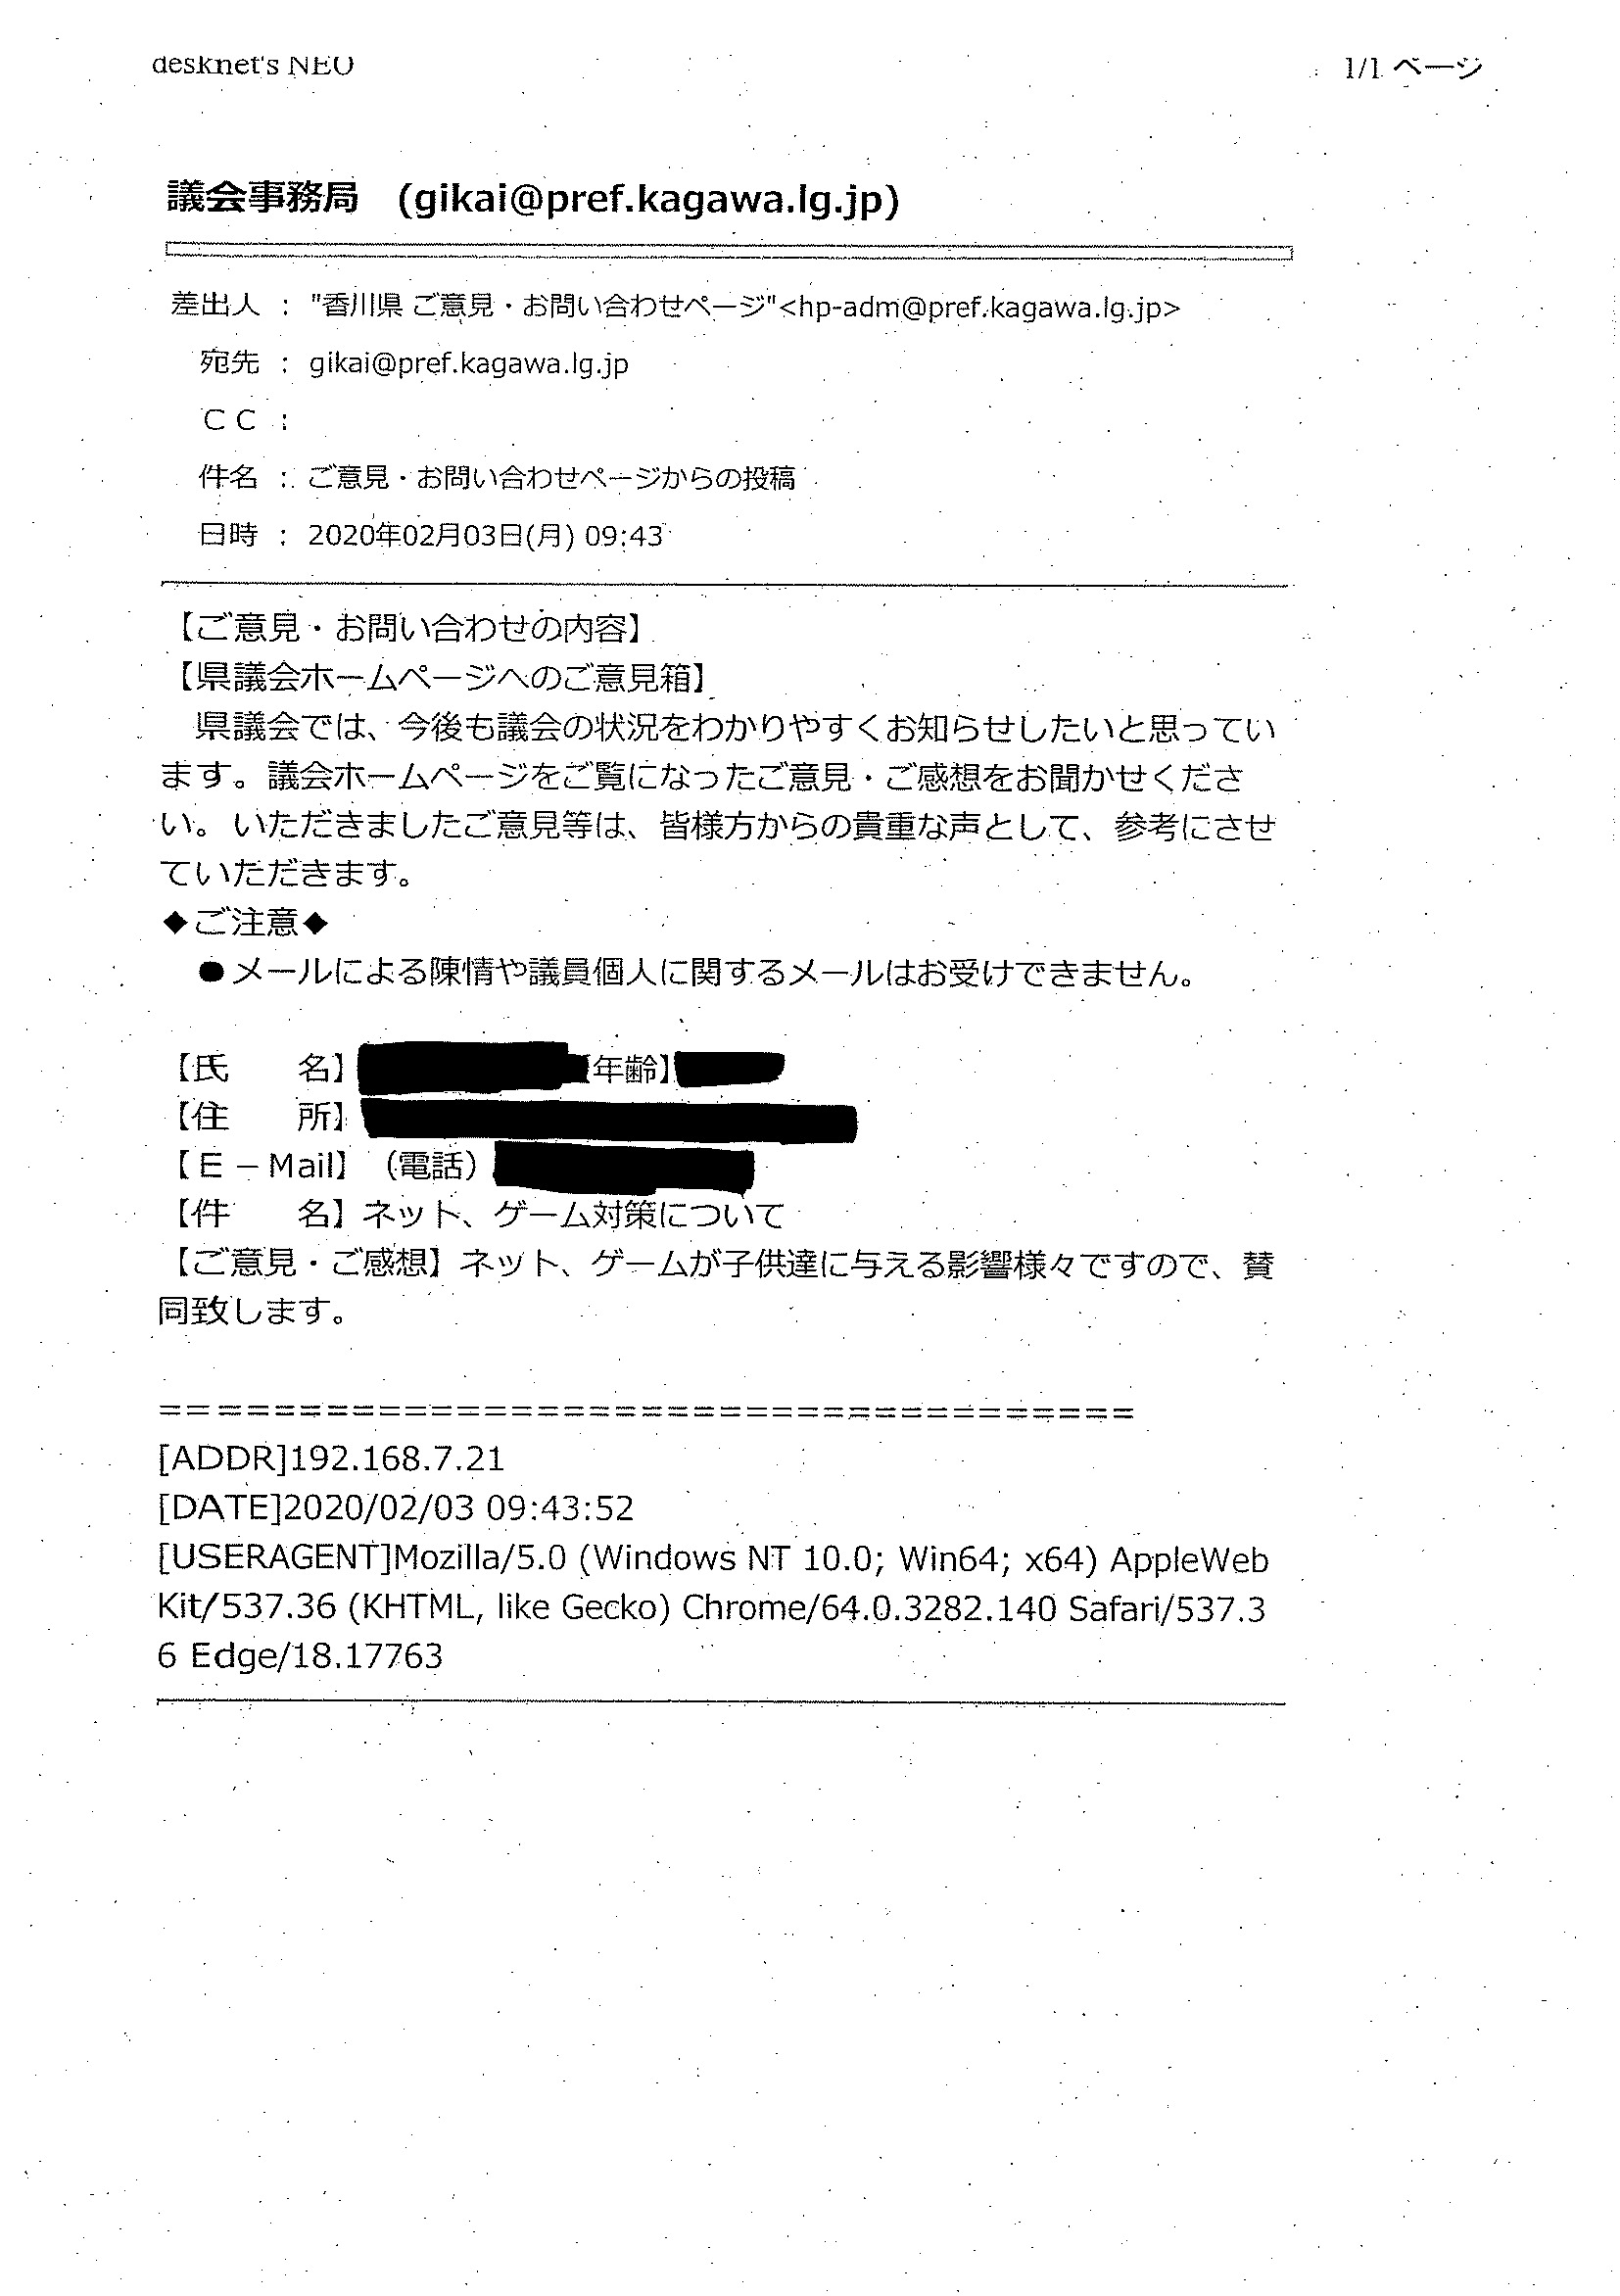 desknet's NEO
1/1 ページ
議会事務局 (gikai@pref.kagawa.lg.jp)
差出人 : "香川県 ご意見・お問い合わせページ"<hp-adm@pref.kagawa.lg.jp>
宛先 : gikai@pref.kagawa.lg.jp
ＣＣ :
件名 : ご意見・お問い合わせページからの投稿
日時 : 2020年02月03日(月) 09:43
【ご意見・お問い合わせの内容】
【県議会ホームページへのご意見箱】
　県議会では、今後も議会の状況をわかりやすくお知らせしたいと思ってい
ます。議会ホームページをご覧になったご意見・ご感想をお聞かせくださ
い。いただきましたご意見等は、皆様方からの貴重な声として、参考にさせ
ていただきます。
◆ご注意◆
　●メールによる陳情や議員個人に関するメールはお受けできません。
【氏　　名】 【年齢】
【住　　所】
【Ｅ－Mail】（電話）
【件　　名】ネット、ゲーム対策について
【ご意見・ご感想】ネット、ゲームが子供達に与える影響様々ですので、賛
同致します。
=====================================
[ADDR]192.168.7.21
[DATE]2020/02/03 09:43:52
[USERAGENT]Mozilla/5.0 (Windows NT 10.0; Win64; x64) AppleWeb
Kit/537.36 (KHTML, like Gecko) Chrome/64.0.3282.140 Safari/537.3
6 Edge/18.17763